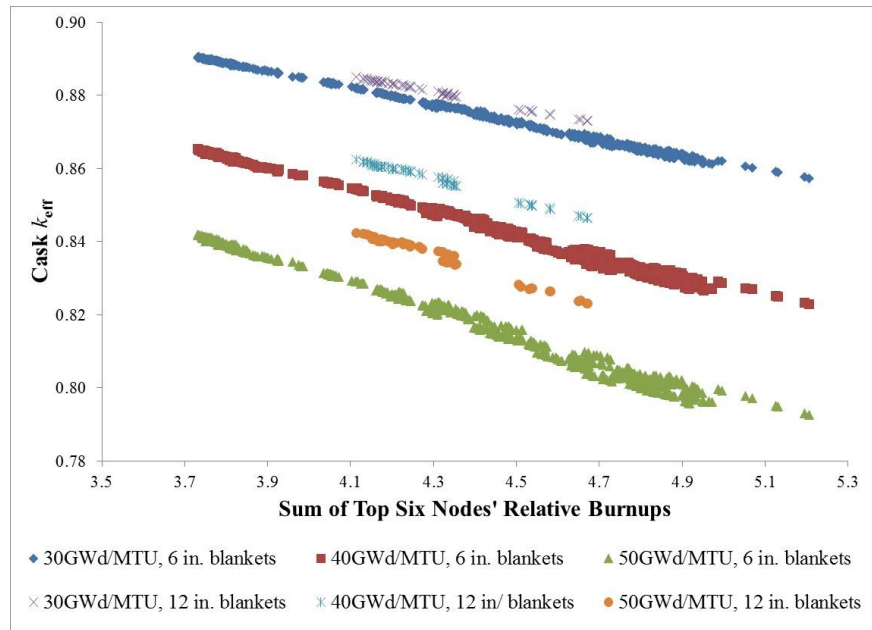 0.90
0.88
0.86
0.84
0.82
0.80
0.78
Cask keff
3.5 3.7 3.9 4.1 4.3 4.5 4.7 4.9 5.1 5.3
Sum of Top Six Nodes' Relative Burnups
30GWd/MTU, 6 in. blankets 40GWd/MTU, 6 in. blankets 50GWd/MTU, 6 in. blankets
30GWd/MTU, 12 in. blankets 40GWd/MTU, 12 in/ blankets 50GWd/MTU, 12 in. blankets